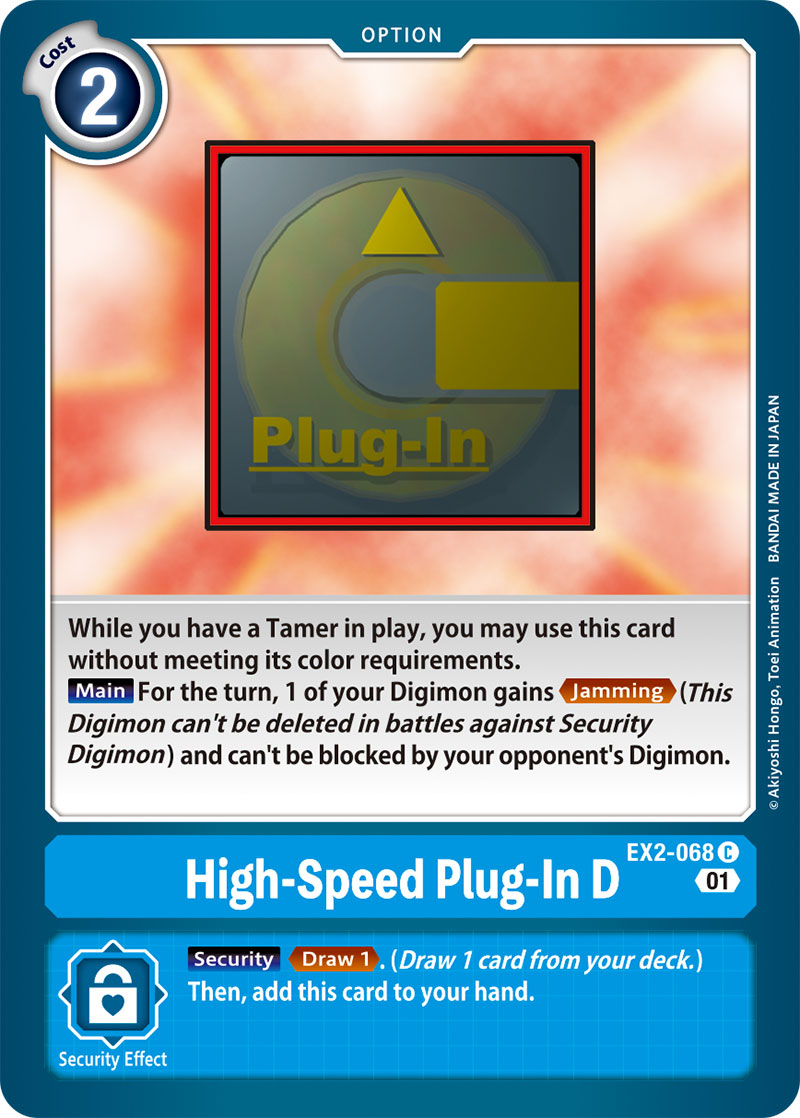 OPTION
Cost
2
Plug-In
While you have a Tamer in play, you may use this card
without meeting its color requirements.
Main For the turn, 1 of your Digimon gains Jamming (This
Digimon can't be deleted in battles against Security
Digimon) and can't be blocked by your opponent's Digimon.
© Akiyoshi Hongo, Toei Animation BANDAI MADE IN JAPAN
EX2-068 C
High-Speed Plug-In D
01
Security Draw 1. (Draw 1 card from your deck.)
Then, add this card to your hand.
Security Effect